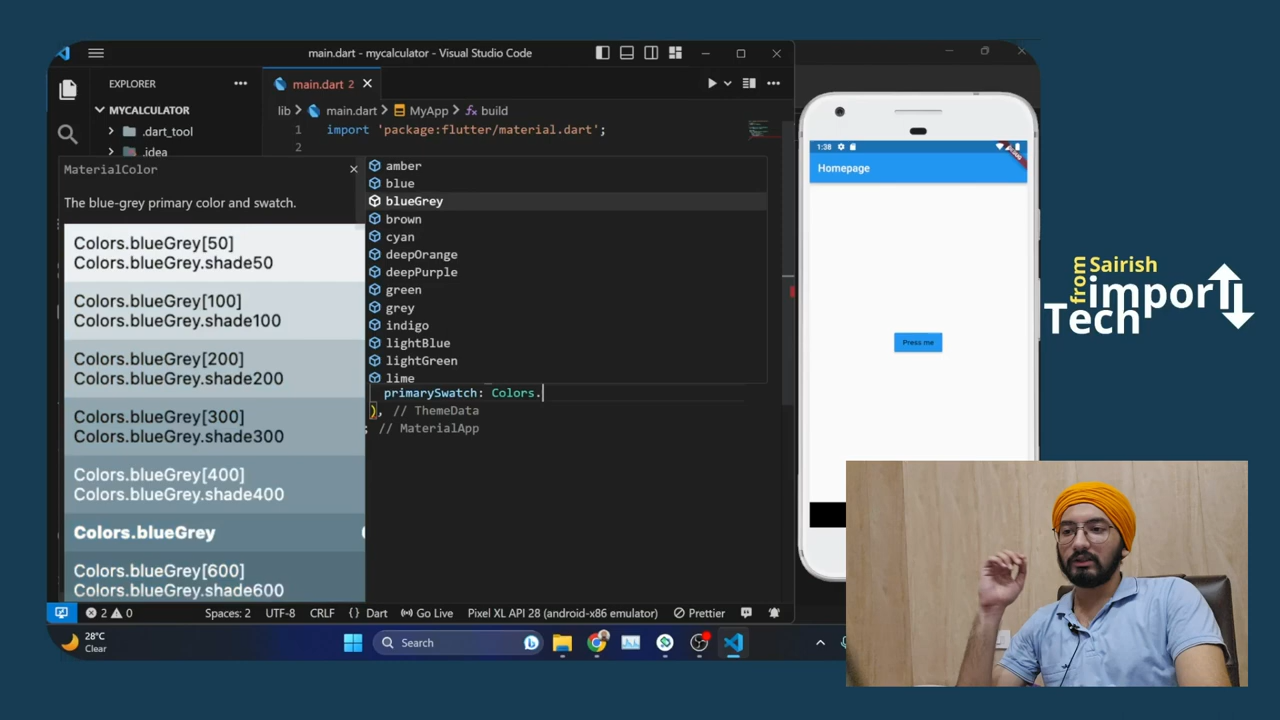 main.dart - mycalculator - Visual Studio Code
EXPLORER
main.dart 2
MYCALCULATOR
lib > main.dart > MyApp > build
.dart_tool
1 import 'package:flutter/material.dart';
.idea
2
MaterialColor
The blue-grey primary color and swatch.
Colors.blueGrey[50]
Colors.blueGrey.shade50
Colors.blueGrey[100]
Colors.blueGrey.shade100
Colors.blueGrey[200]
Colors.blueGrey.shade200
Colors.blueGrey[300]
Colors.blueGrey.shade300
Colors.blueGrey[400]
Colors.blueGrey.shade400
Colors.blueGrey
Colors.blueGrey[600]
Colors.blueGrey.shade600
amber
blue
blueGrey
brown
cyan
deepOrange
deepPurple
green
grey
indigo
lightBlue
lightGreen
lime
primarySwatch: Colors.
), // ThemeData
; // MaterialApp
2 0
Spaces: 2
UTF-8
CRLF
{ } Dart
Go Live
Pixel XL API 28 (android-x86 emulator)
Prettier
28°C
Clear
Search
1:38
Homepage
Press me
from Sairish
import
Tech